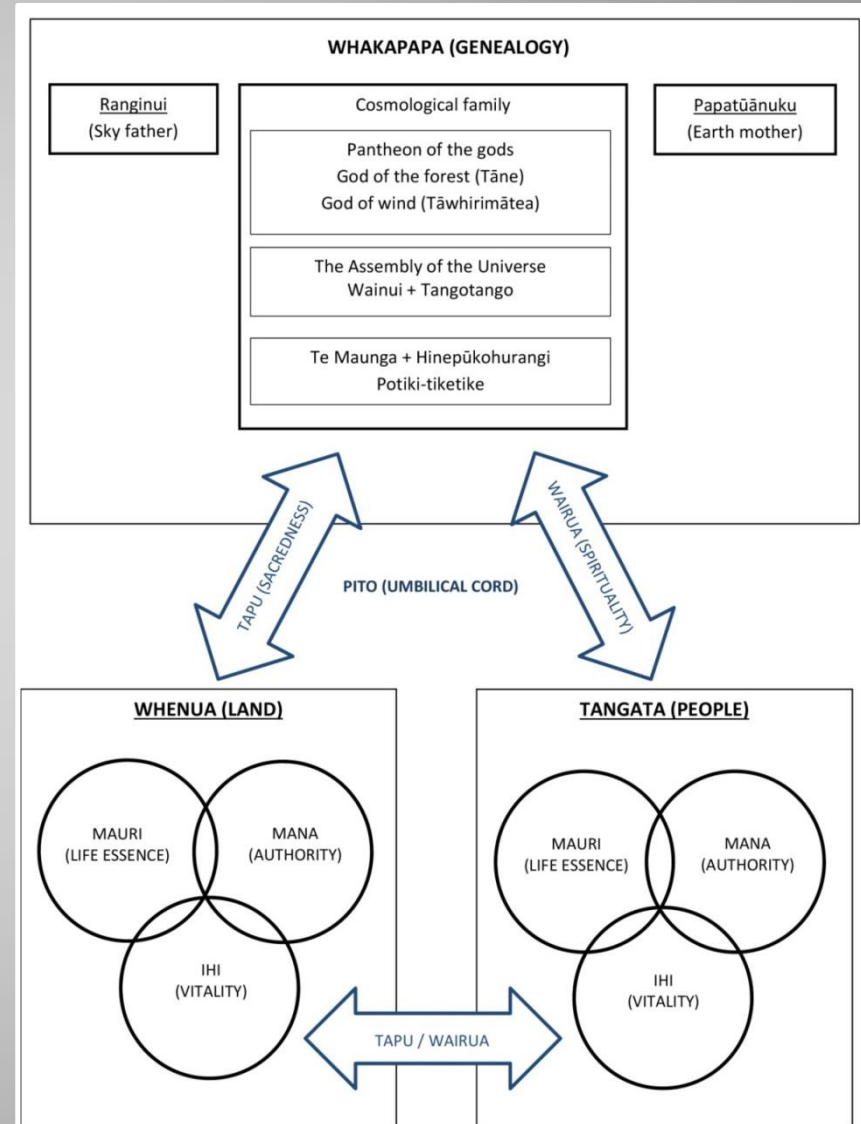 WHAKAPAPA (GENEALOGY)
Ranginui
(Sky father)
Cosmological family
Pantheon of the gods
God of the forest (Tāne)
God of wind (Tāwhirimātea)
The Assembly of the Universe
Wainui + Tangotango
Te Maunga + Hinepūkohurangi
Potiki-tiketike
Papatūānuku
(Earth mother)
TAPU (SACREDNESS)
PITO (UMBILICAL CORD)
WAIRUA (SPIRITUALITY)
WHENUA (LAND)
MAURI
(LIFE ESSENCE)
MANA
(AUTHORITY)
IHI
(VITALITY)
TANGATA (PEOPLE)
MAURI
(LIFE ESSENCE)
MANA
(AUTHORITY)
IHI
(VITALITY)
TAPU / WAIRUA